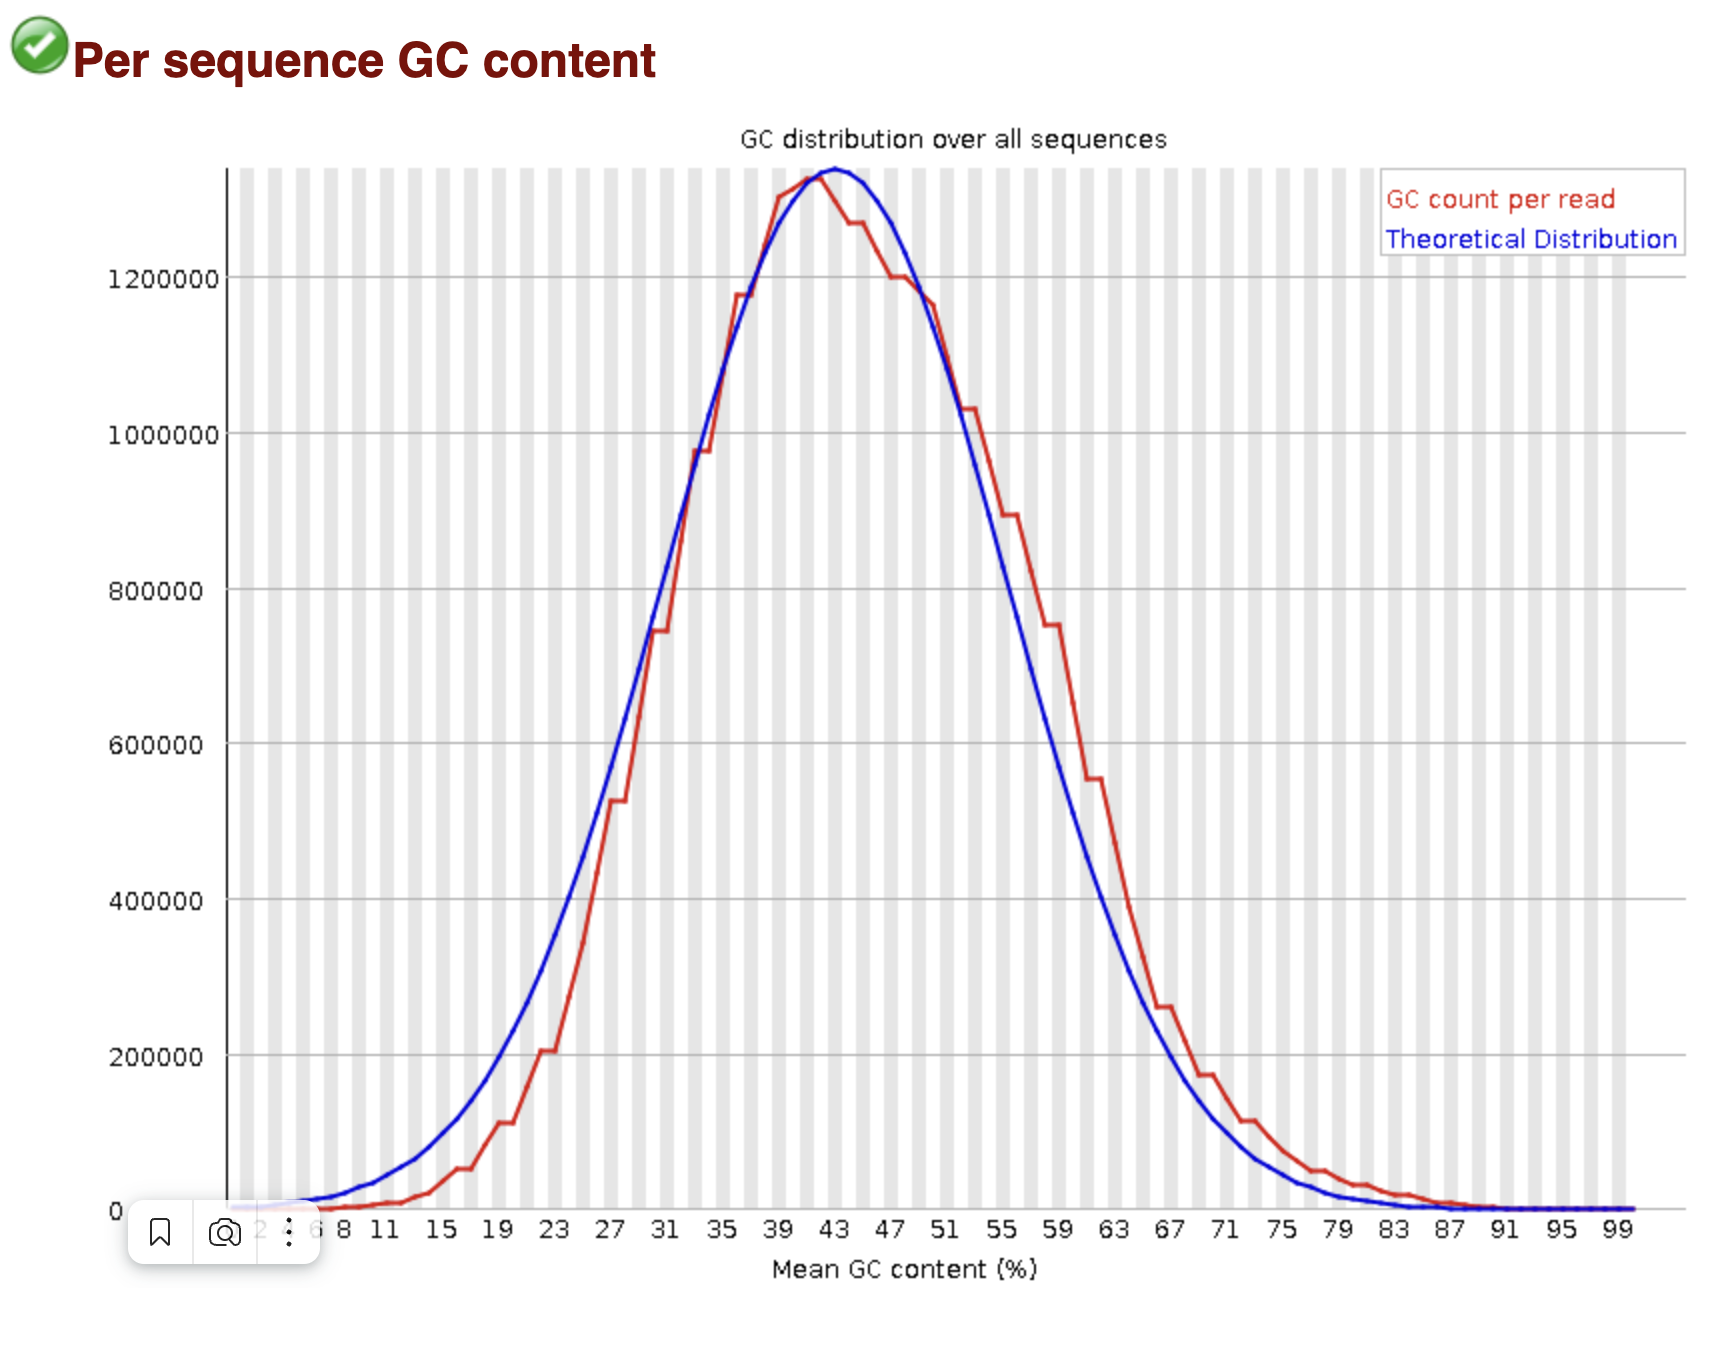 Per sequence GC content
GC distribution over all sequences
GC count per read
Theoretical Distribution
1200000
1000000
800000
600000
400000
200000
0
2 4 6 8 11 15 19 23 27 31 35 39 43 47 51 55 59 63 67 71 75 79 83 87 91 95 99
Mean GC content (%)